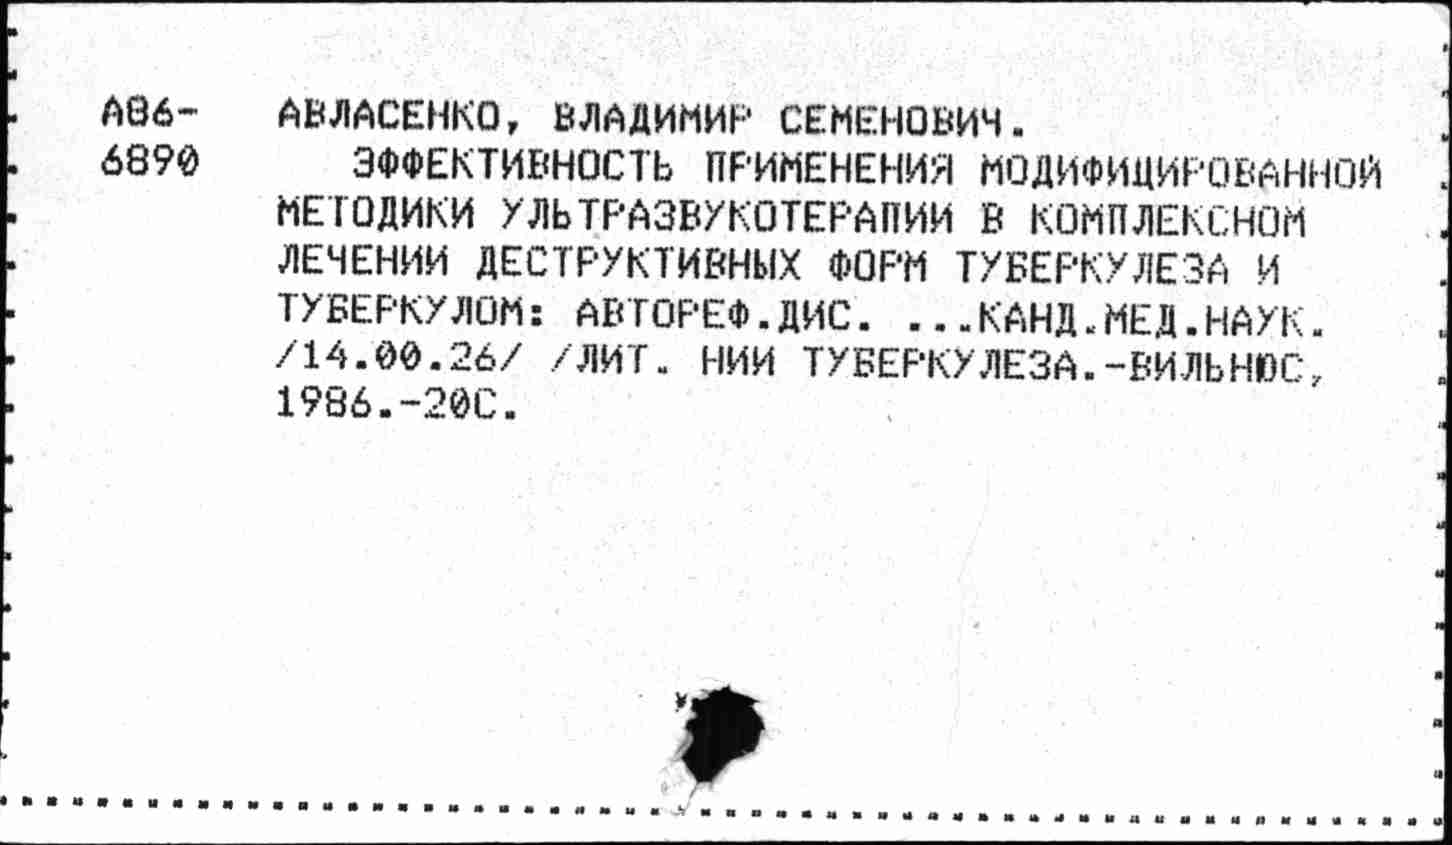 А86- АВЛАСЕНКО, ВЛАДИМИР СЕМЕНОВИЧ.
6890 ЭФФЕКТИВНОСТЬ ПРИМЕНЕНИЯ МОДИФИЦИРОВАННОЙ
МЕТОДИКИ УЛЬТРАЗВУКОТЕРАПИИ В КОМПЛЕКСНОМ
ЛЕЧЕНИИ ДЕСТРУКТИВНЫХ ФОРМ ТУБЕРКУЛЕЗА И
ТУБЕРКУЛОМ: АВТОРЕФ.ДИС. ...КАНД.МЕД.НАУК.
/14.00.26/ /ЛИТ. НИИ ТУБЕРКУЛЕЗА.-ВИЛЬНЮС,
1986.-20С.